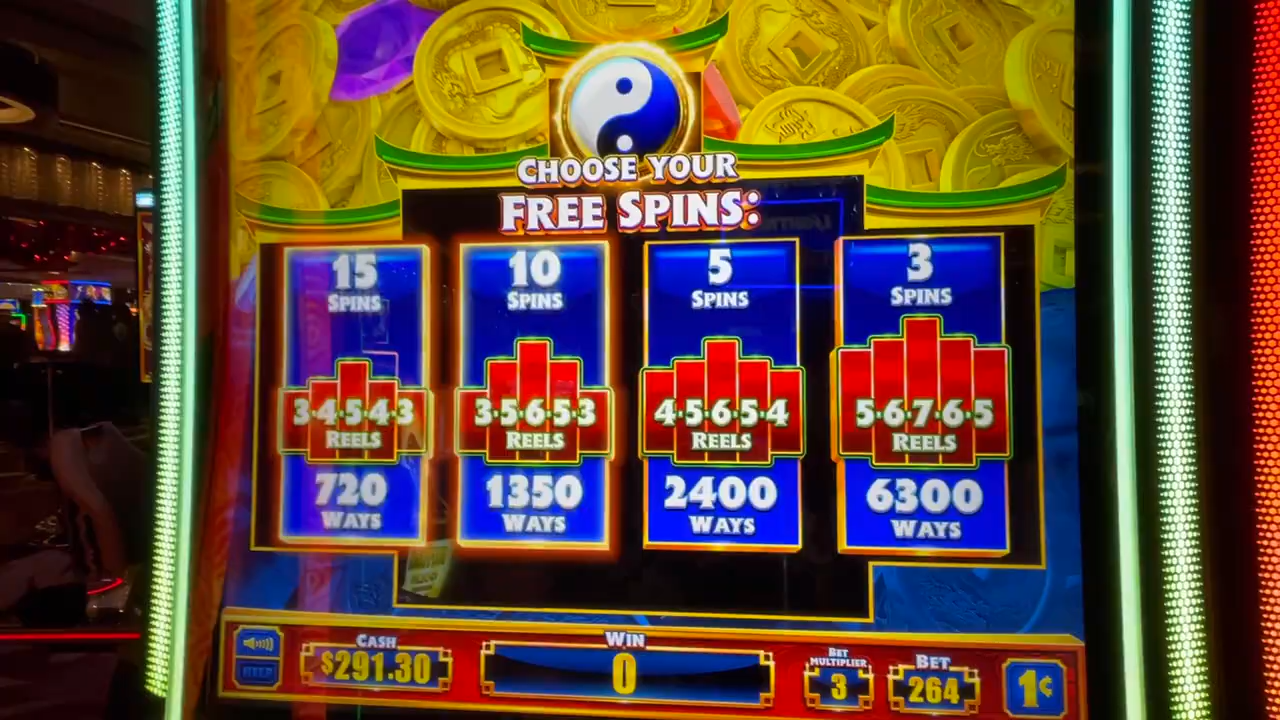 CHOOSE YOUR
FREE SPINS:
15
SPINS
3·4·5·4·3
REELS
720
WAYS
10
SPINS
3·5·6·5·3
REELS
1350
WAYS
5
SPINS
4·5·6·5·4
REELS
2400
WAYS
3
SPINS
5·6·7·6·5
REELS
6300
WAYS
HELP
CASH
$291.30
WIN
0
BET
MULTIPLIER
3
BET
264
1¢